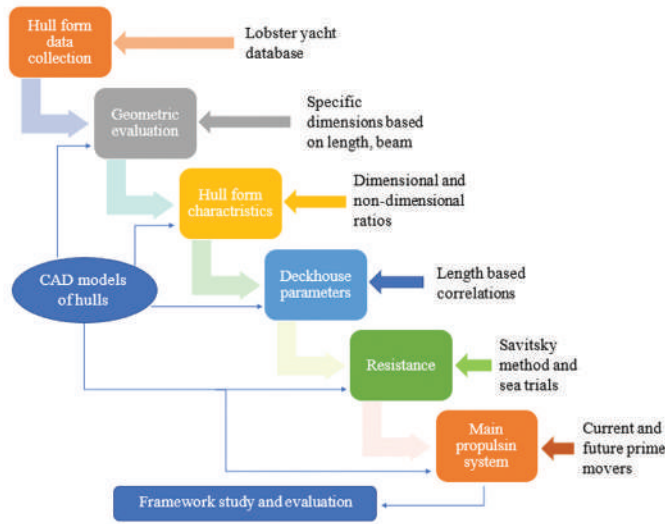 Hull form
data
collection
Lobster yacht
database
Geometric
evaluation
Specific
dimensions based
on length, beam
Hull form
charactristics
Dimensional and
non-dimensional
ratios
CAD models
of hulls
Deckhouse
parameters
Length based
correlations
Resistance
Savitsky
method and
sea trials
Main
propulsin
system
Current and
future prime
movers
Framework study and evaluation